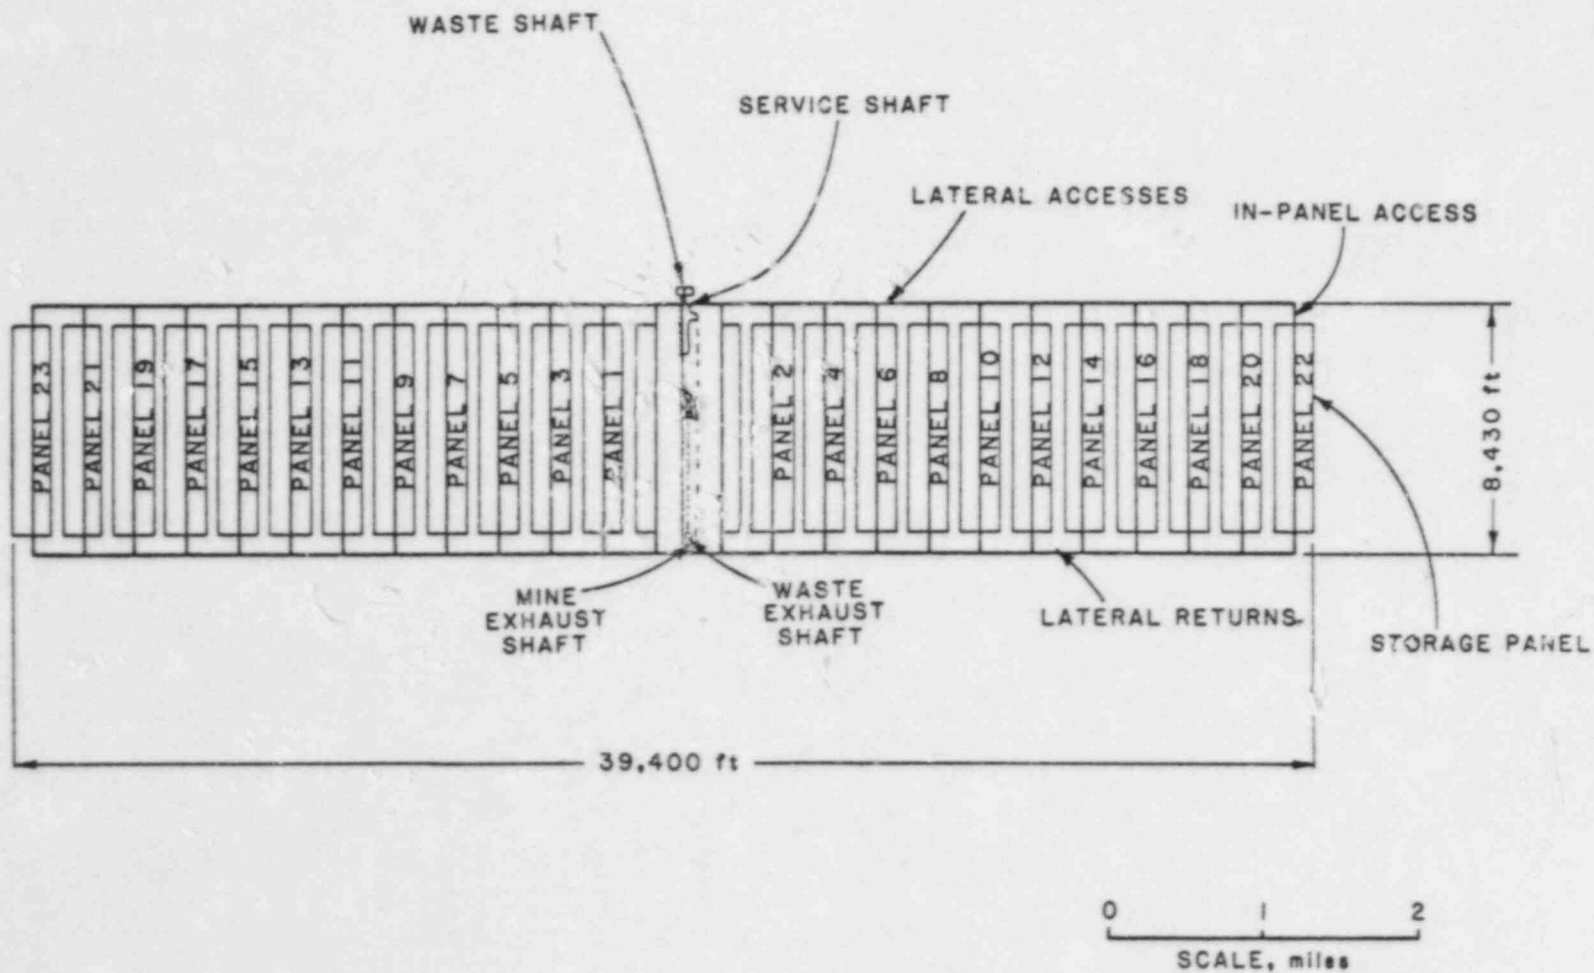 WASTE SHAFT
SERVICE SHAFT
LATERAL ACCESSES
IN-PANEL ACCESS
PANEL 23
PANEL 21
PANEL 19
PANEL 17
PANEL 15
PANEL 13
PANEL 11
PANEL 9
PANEL 7
PANEL 5
PANEL 3
PANEL 1
PANEL 2
PANEL 4
PANEL 6
PANEL 8
PANEL 10
PANEL 12
PANEL 14
PANEL 16
PANEL 18
PANEL 20
PANEL 22
8,430 ft
MINE
EXHAUST
SHAFT
WASTE
EXHAUST
SHAFT
LATERAL RETURNS
STORAGE PANEL
39,400 ft
0 1 2
SCALE, miles